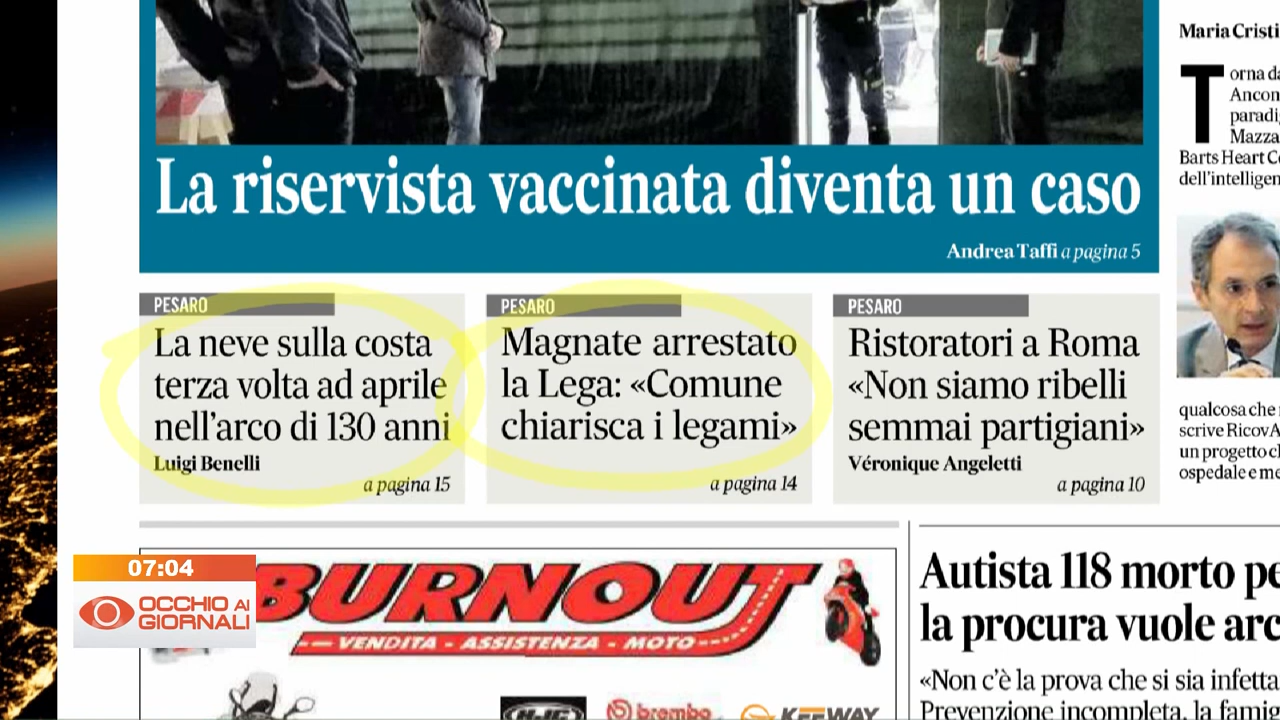 La riservista vaccinata diventa un caso
Andrea Taffi a pagina 5
PESARO
La neve sulla costa
terza volta ad aprile
nell'arco di 130 anni
Luigi Benelli
a pagina 15
PESARO
Magnate arrestato
la Lega: «Comune
chiarisca i legami»
a pagina 14
PESARO
Ristoratori a Roma
«Non siamo ribelli
semmai partigiani»
Véronique Angeletti
a pagina 10
Maria Cristi
Torna da
Ancon
paradi
Mazza
Barts Heart C
dell'intelligen
qualcosa che
scrive RicovA
un progetto cl
ospedale e me
07:04
OCCHIO AI
GIORNALI
BURNOUT
VENDITA - ASSISTENZA - MOTO
HJC
brembo
KEEWAY
Autista 118 morto pe
la procura vuole arc
«Non c'è la prova che si sia infetta
Prevenzione incompleta, la famig